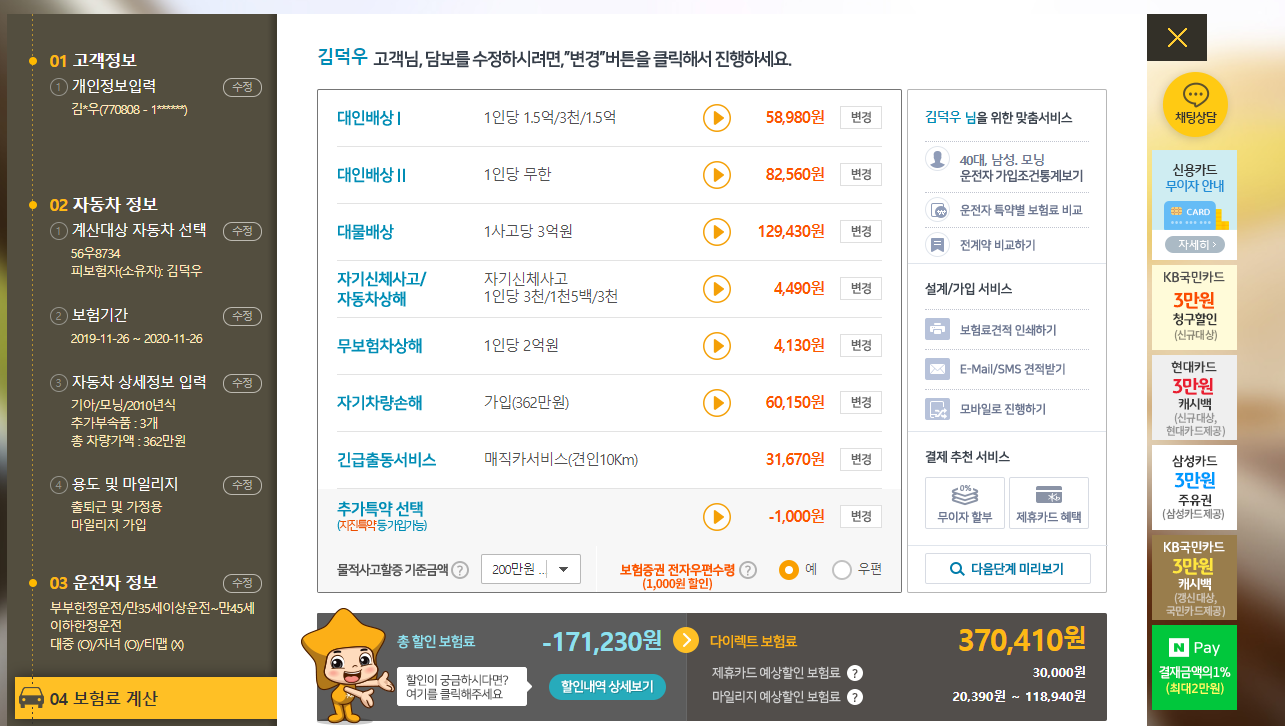 01 고객정보
1 개인정보입력 수정
김*우(770808 - 1******)
02 자동차 정보
1 계산대상 자동차 선택 수정
56우8734
피보험자(소유자): 김덕우
2 보험기간 수정
2019-11-26 ~ 2020-11-26
3 자동차 상세정보 입력 수정
기아/모닝/2010년식
추가부속품 : 3개
총 차량가액 : 362만원
4 용도 및 마일리지 수정
출퇴근 및 가정용
마일리지 가입
03 운전자 정보 수정
부부한정운전/만35세이상운전~만45세
이하한정운전
대중 (O)/자녀 (O)/티맵 (X)
04 보험료 계산
김덕우 고객님, 담보를 수정하시려면,"변경"버튼을 클릭해서 진행하세요.
대인배상 I 1인당 1.5억/3천/1.5억 58,980원 변경
대인배상 II 1인당 무한 82,560원 변경
대물배상 1사고당 3억원 129,430원 변경
자기신체사고/ 자기신체사고 4,490원 변경
자동차상해 1인당 3천/1천5백/3천
무보험차상해 1인당 2억원 4,130원 변경
자기차량손해 가입(362만원) 60,150원 변경
긴급출동서비스 매직카서비스(견인10Km) 31,670원 변경
추가특약 선택 -1,000원 변경
(지진특약 등 가입가능)
물적사고할증 기준금액 ? 200만원 .. 보험증권 전자우편수령 ? 예 우편
(1,000원 할인)
총 할인 보험료 -171,230원
할인이 궁금하시다면?
여기를 클릭해주세요
할인내역 상세보기
다이렉트 보험료 370,410원
제휴카드 예상할인 보험료 ? 30,000원
마일리지 예상할인 보험료 ? 20,390원 ~ 118,940원
김덕우 님을 위한 맞춤서비스
40대, 남성. 모닝
운전자 가입조건통계보기
운전자 특약별 보험료 비교
전계약 비교하기
설계/가입 서비스
보험료견적 인쇄하기
E-Mail/SMS 견적받기
모바일로 진행하기
결제 추천 서비스
0%
무이자 할부 제휴카드 혜택
다음단계 미리보기
채팅상담
신용카드
무이자 안내
CARD
자세히 >
KB국민카드
3만원
청구할인
(신규대상)
현대카드
3만원
캐시백
(신규대상,
현대카드제공)
삼성카드
3만원
주유권
(삼성카드제공)
KB국민카드
3만원
캐시백
(갱신대상,
국민카드제공)
N Pay
결재금액의1%
(최대2만원)